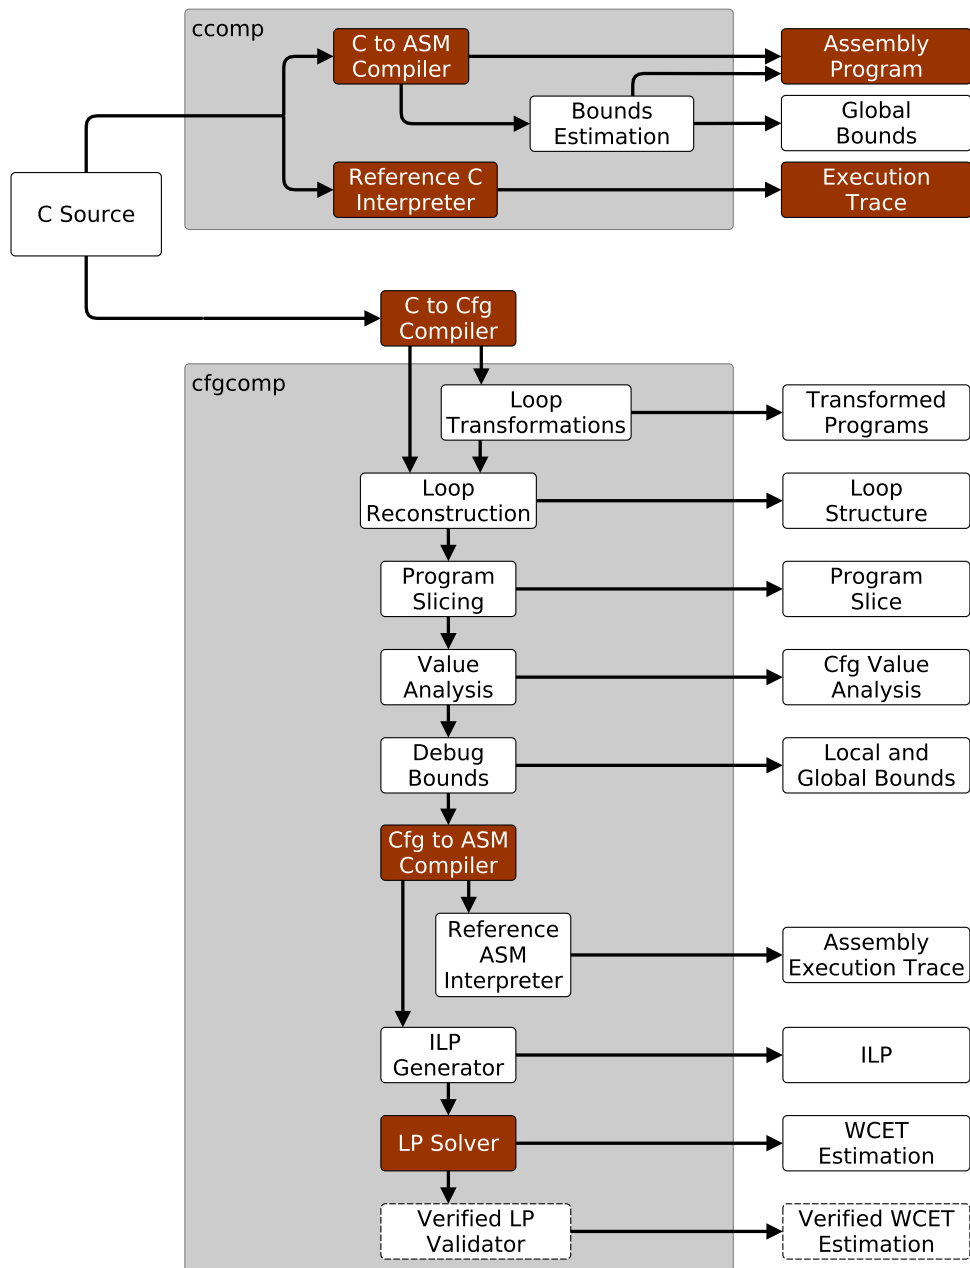 ccomp
C to ASM
Compiler
Assembly
Program
Bounds
Estimation
Global
Bounds
Reference C
Interpreter
Execution
Trace
C Source
C to Cfg
Compiler
cfgcomp
Loop
Transformations
Transformed
Programs
Loop
Reconstruction
Loop
Structure
Program
Slicing
Program
Slice
Value
Analysis
Cfg Value
Analysis
Debug
Bounds
Local and
Global Bounds
Cfg to ASM
Compiler
Reference
ASM
Interpreter
Assembly
Execution Trace
ILP
Generator
ILP
LP Solver
WCET
Estimation
Verified LP
Validator
Verified WCET
Estimation